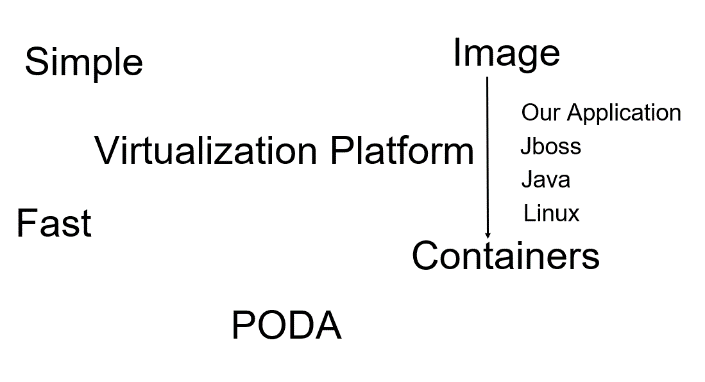 Simple
Image
Our Application
Virtualization Platform
Jboss
Java
Linux
Fast
Containers
PODA